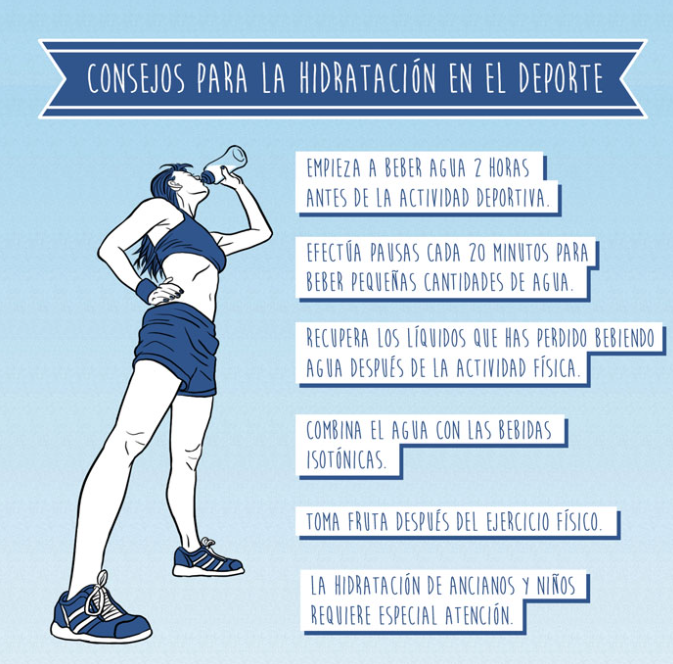 CONSEJOS PARA LA HIDRATACIÓN EN EL DEPORTE
EMPIEZA A BEBER AGUA 2 HORAS
ANTES DE LA ACTIVIDAD DEPORTIVA.
EFECTÚA PAUSAS CADA 20 MINUTOS PARA
BEBER PEQUEÑAS CANTIDADES DE AGUA.
RECUPERA LOS LÍQUIDOS QUE HAS PERDIDO BEBIENDO
AGUA DESPUÉS DE LA ACTIVIDAD FÍSICA.
COMBINA EL AGUA CON LAS BEBIDAS
ISOTÓNICAS.
TOMA FRUTA DESPUÉS DEL EJERCICIO FÍSICO.
LA HIDRATACIÓN DE ANCIANOS Y NIÑOS
REQUIERE ESPECIAL ATENCIÓN.